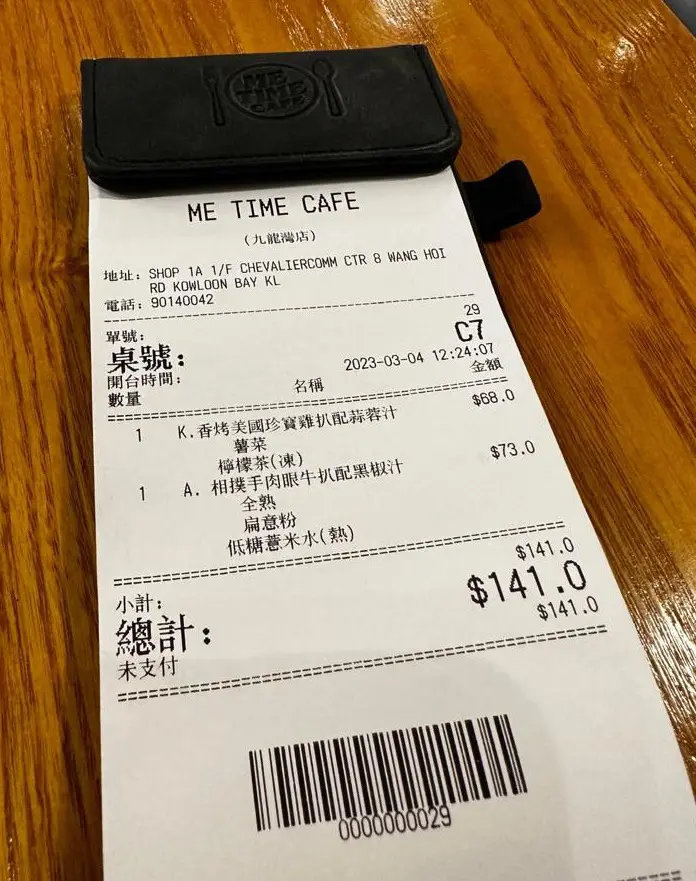 ME TIME CAFE
ME TIME CAFE
(九龍灣店)
地址: SHOP 1A 1/F CHEVALIERCOMM CTR 8 WANG HOI
RD KOWLOON BAY KL
電話: 90140042
單號: 29
桌號: C7
開台時間: 2023-03-04 12:24:07
數量 名稱 金額
1 K.香烤美國珍寶雞扒配蒜蓉汁 $68.0
薯菜
檸檬茶(凍)
1 A. 相撲手肉眼牛扒配黑椒汁 $73.0
全熟
扁意粉
低糖薏米水(熱)
小計: $141.0
總計: $141.0
未支付 $141.0
0000000029